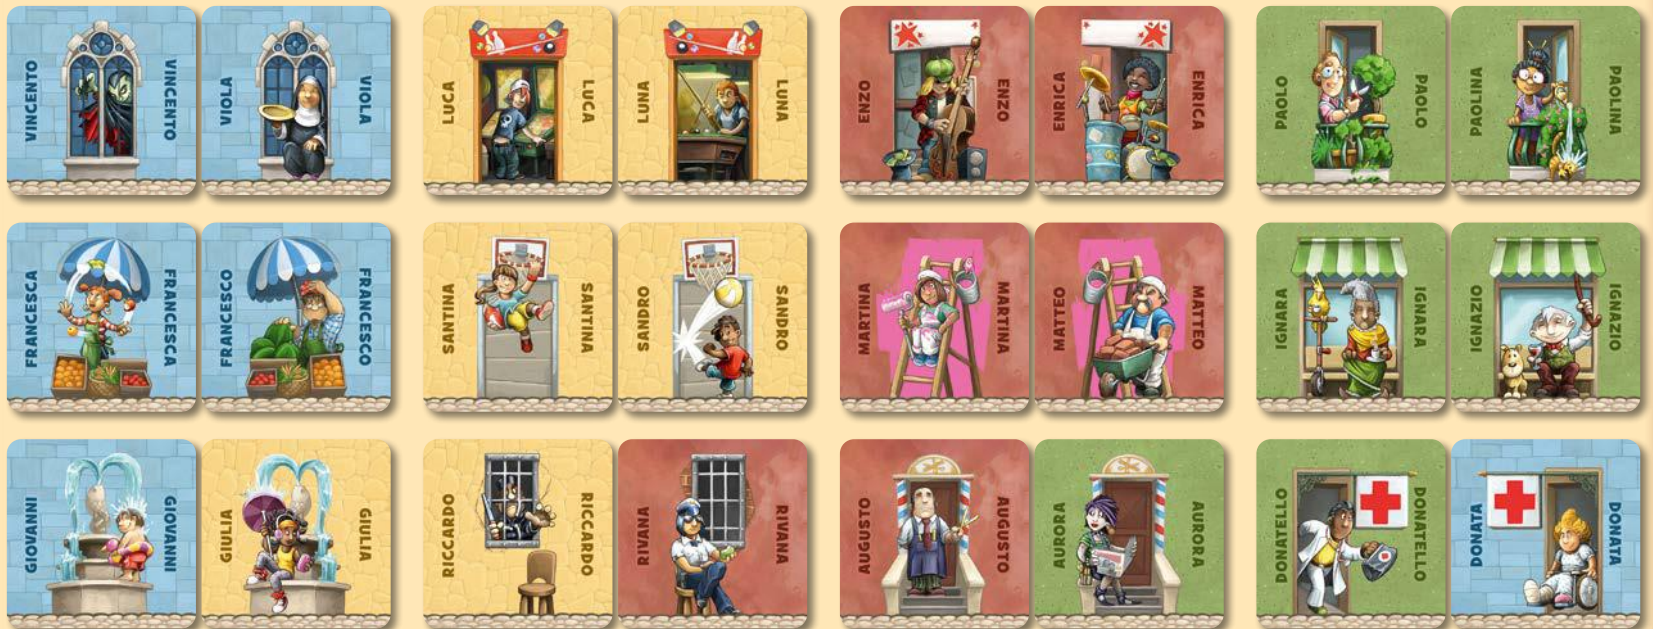 VINCENTO
VINCENTO
VIOLA
VIOLA
LUCA
LUCA
LUNA
LUNA
ENZO
ENZO
ENRICA
ENRICA
PAOLO
PAOLO
PAOLINA
PAOLINA
FRANCESCA
FRANCESCA
FRANCESCO
FRANCESCO
SANTINA
SANTINA
SANDRO
SANDRO
MARTINA
MARTINA
MATTEO
MATTEO
IGNARA
IGNARA
IGNAZIO
IGNAZIO
GIOVANNI
GIOVANNI
GIULIA
GIULIA
RICCARDO
RICCARDO
RIVANA
RIVANA
AUGUSTO
AUGUSTO
AURORA
AURORA
DONATELLO
DONATELLO
DONATA
DONATA